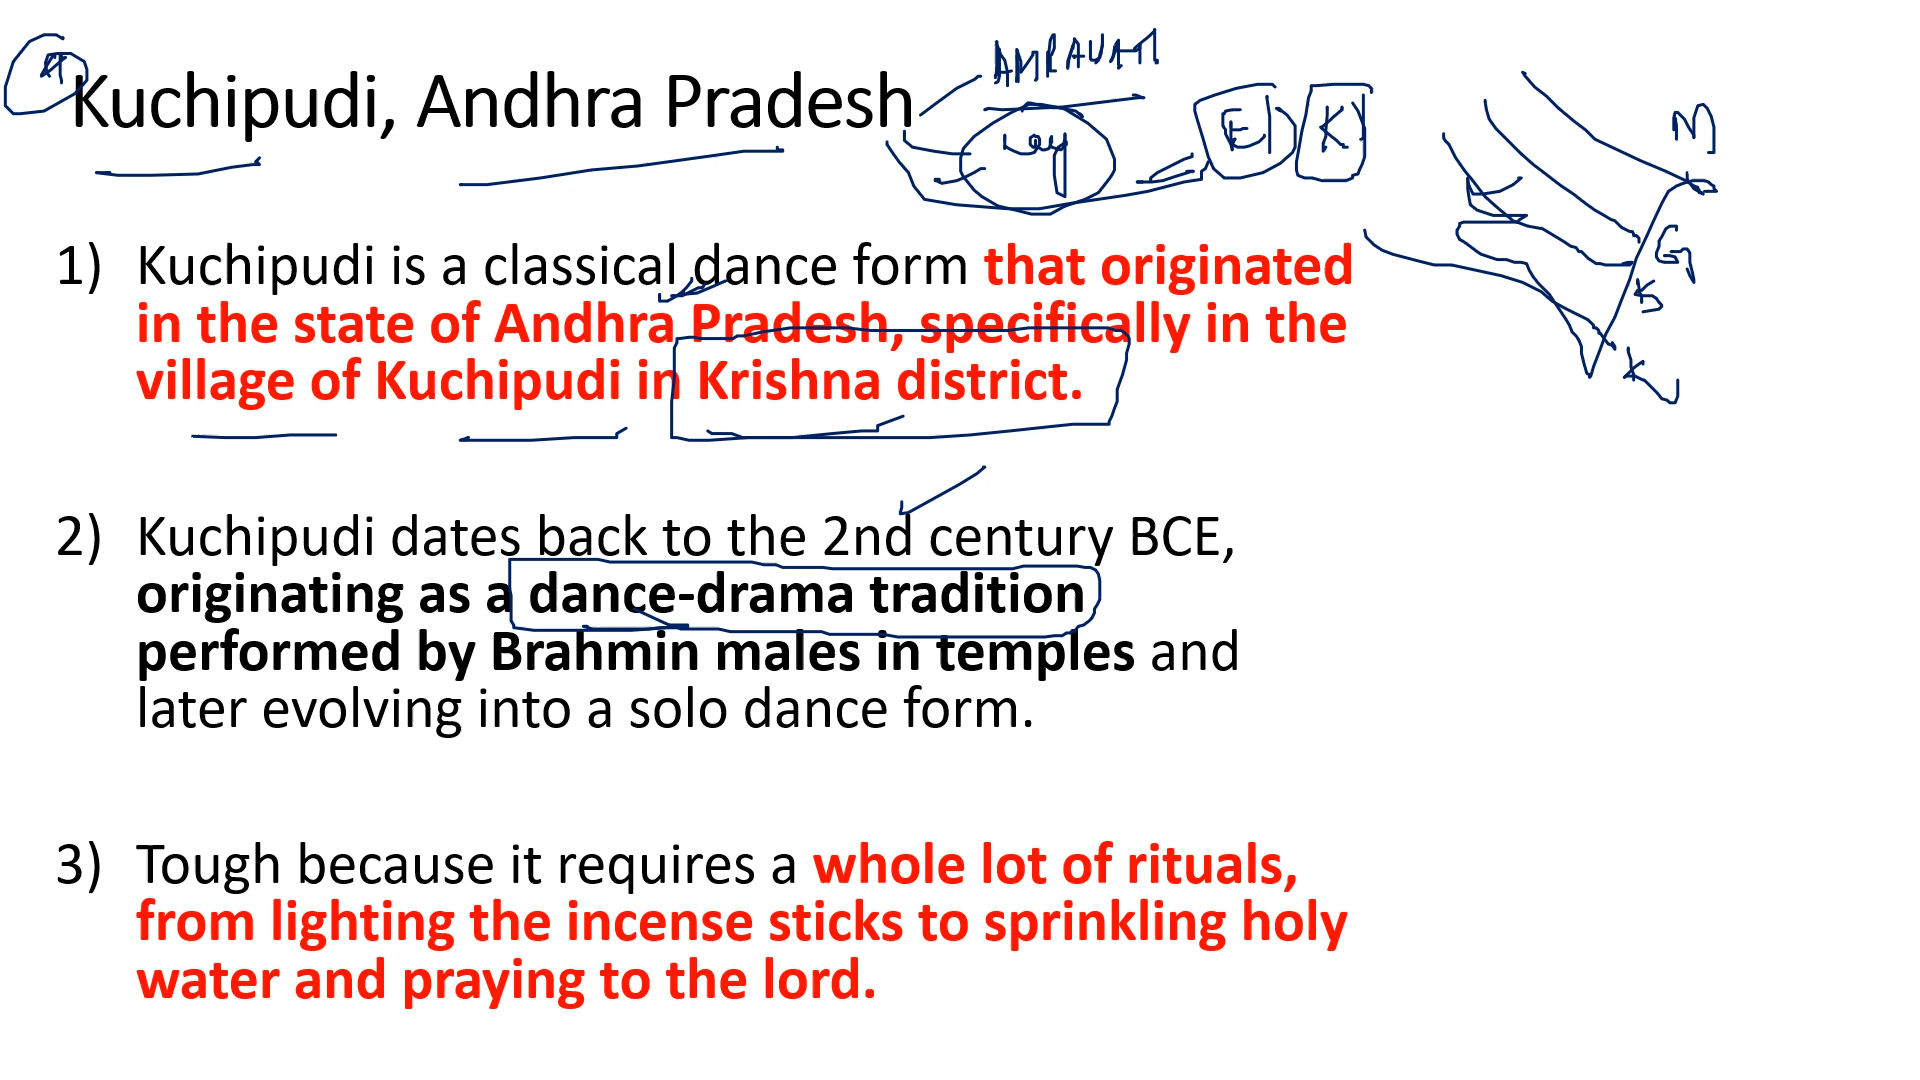 Kuchipudi, Andhra Pradesh
AMRAVATI
E) K)
M
G
K
K
1) Kuchipudi is a classical dance form that originated
in the state of Andhra Pradesh, specifically in the
village of Kuchipudi in Krishna district.
2) Kuchipudi dates back to the 2nd century BCE,
originating as a dance-drama tradition
performed by Brahmin males in temples and
later evolving into a solo dance form.
3) Tough because it requires a whole lot of rituals,
from lighting the incense sticks to sprinkling holy
water and praying to the lord.